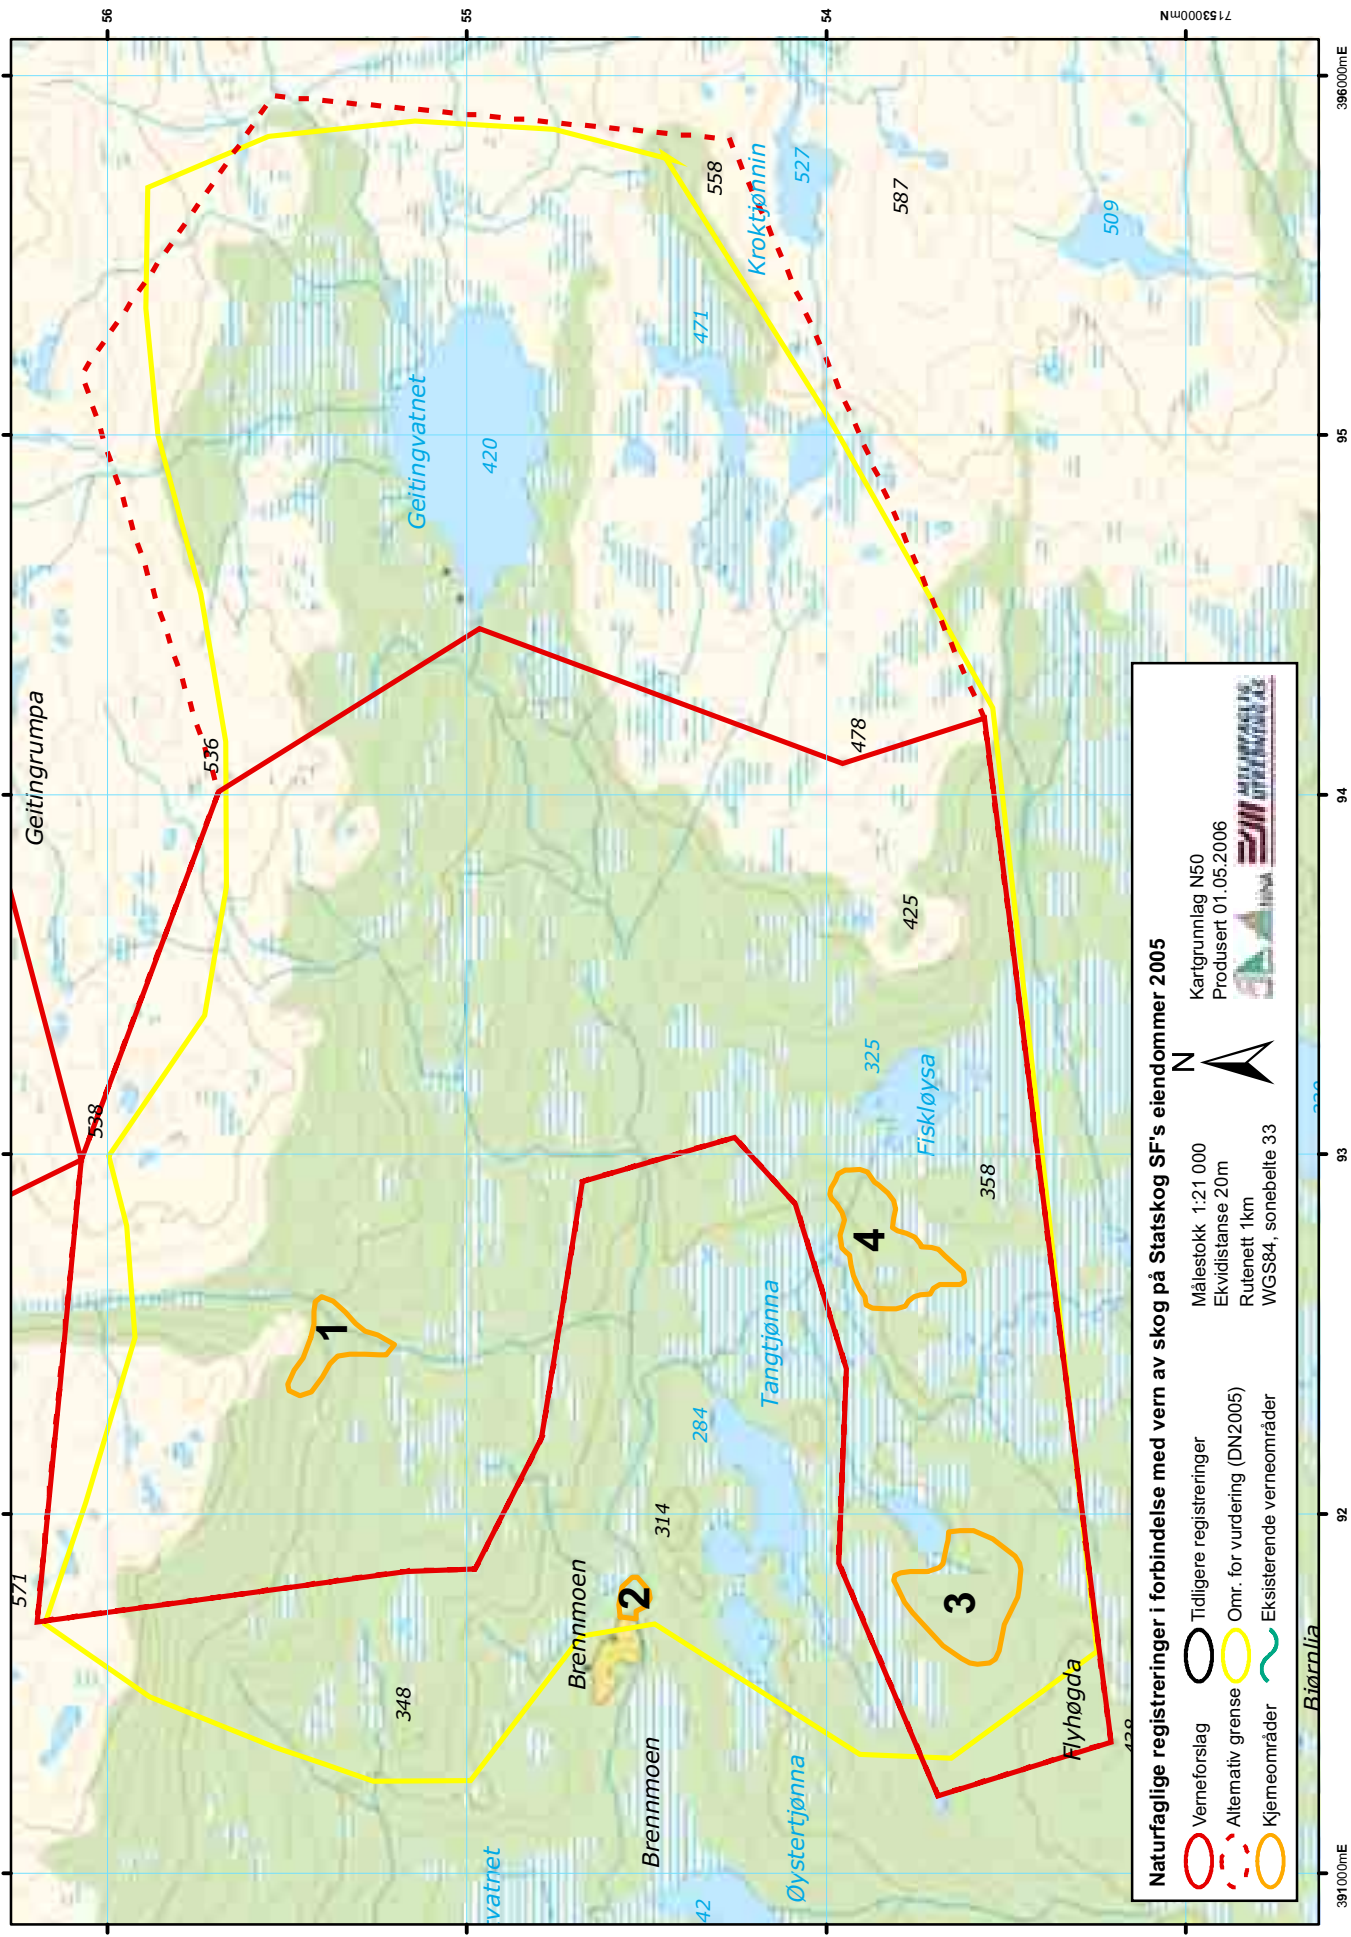 56
55
54
7153000mN
Geitingrumpa
571
538
536
Geitingvatnet
420
558
Kroktjønnin
527
587
471
509
478
425
325
Fiskløysa
358
1
4
Tangtjønna
284
314
2
Brennmoen
348
Brennmoen
3
Øystertjønna
Flyhøgda
vatnet
42
Bjørnlia
Naturfaglige registreringer i forbindelse med vern av skog på Statskog SF's eiendommer 2005
Verneforslag
Alternativ grense
Kjerneområder
Tidligere registreringer
Omr. for vurdering (DN2005)
Eksisterende verneområder
Målestokk 1:21 000
Ekvidistanse 20m
Rutenett 1km
WGS84, sonebelte 33
N
Kartgrunnlag N50
Produsert 01.05.2006
391000mE
92
93
94
95
396000mE